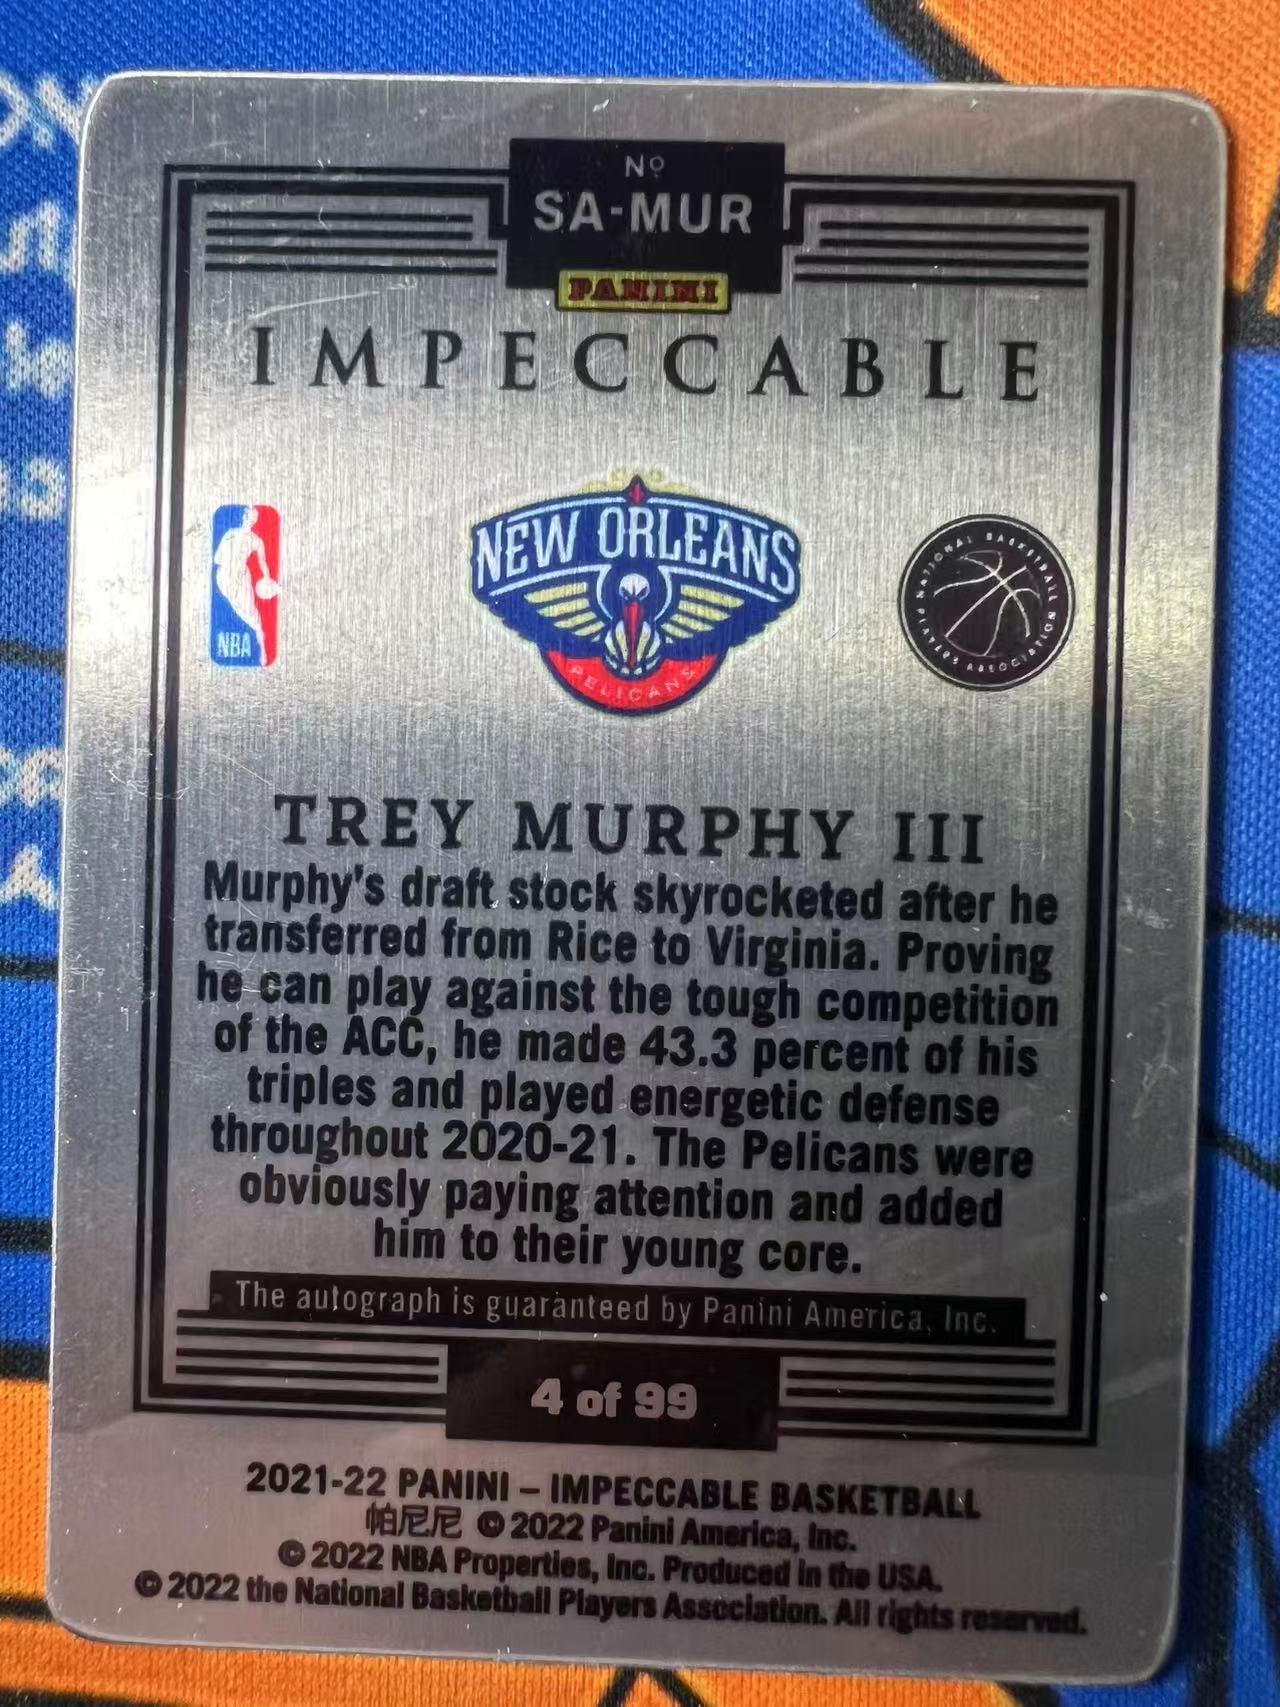 Nº
SA-MUR
PANINI
IMPECCABLE
NEW ORLEANS
PELICANS
NBA
NATIONAL BASKETBALL
PLAYERS ASSOCIATION
TREY MURPHY III
Murphy's draft stock skyrocketed after he
transferred from Rice to Virginia. Proving
he can play against the tough competition
of the ACC, he made 43.3 percent of his
triples and played energetic defense
throughout 2020-21. The Pelicans were
obviously paying attention and added
him to their young core.
The autograph is guaranteed by Panini America, Inc.
4 of 99
2021-22 PANINI – IMPECCABLE BASKETBALL
帕尼尼 © 2022 Panini America, Inc.
© 2022 NBA Properties, Inc. Produced in the USA.
© 2022 the National Basketball Players Association. All rights reserved.